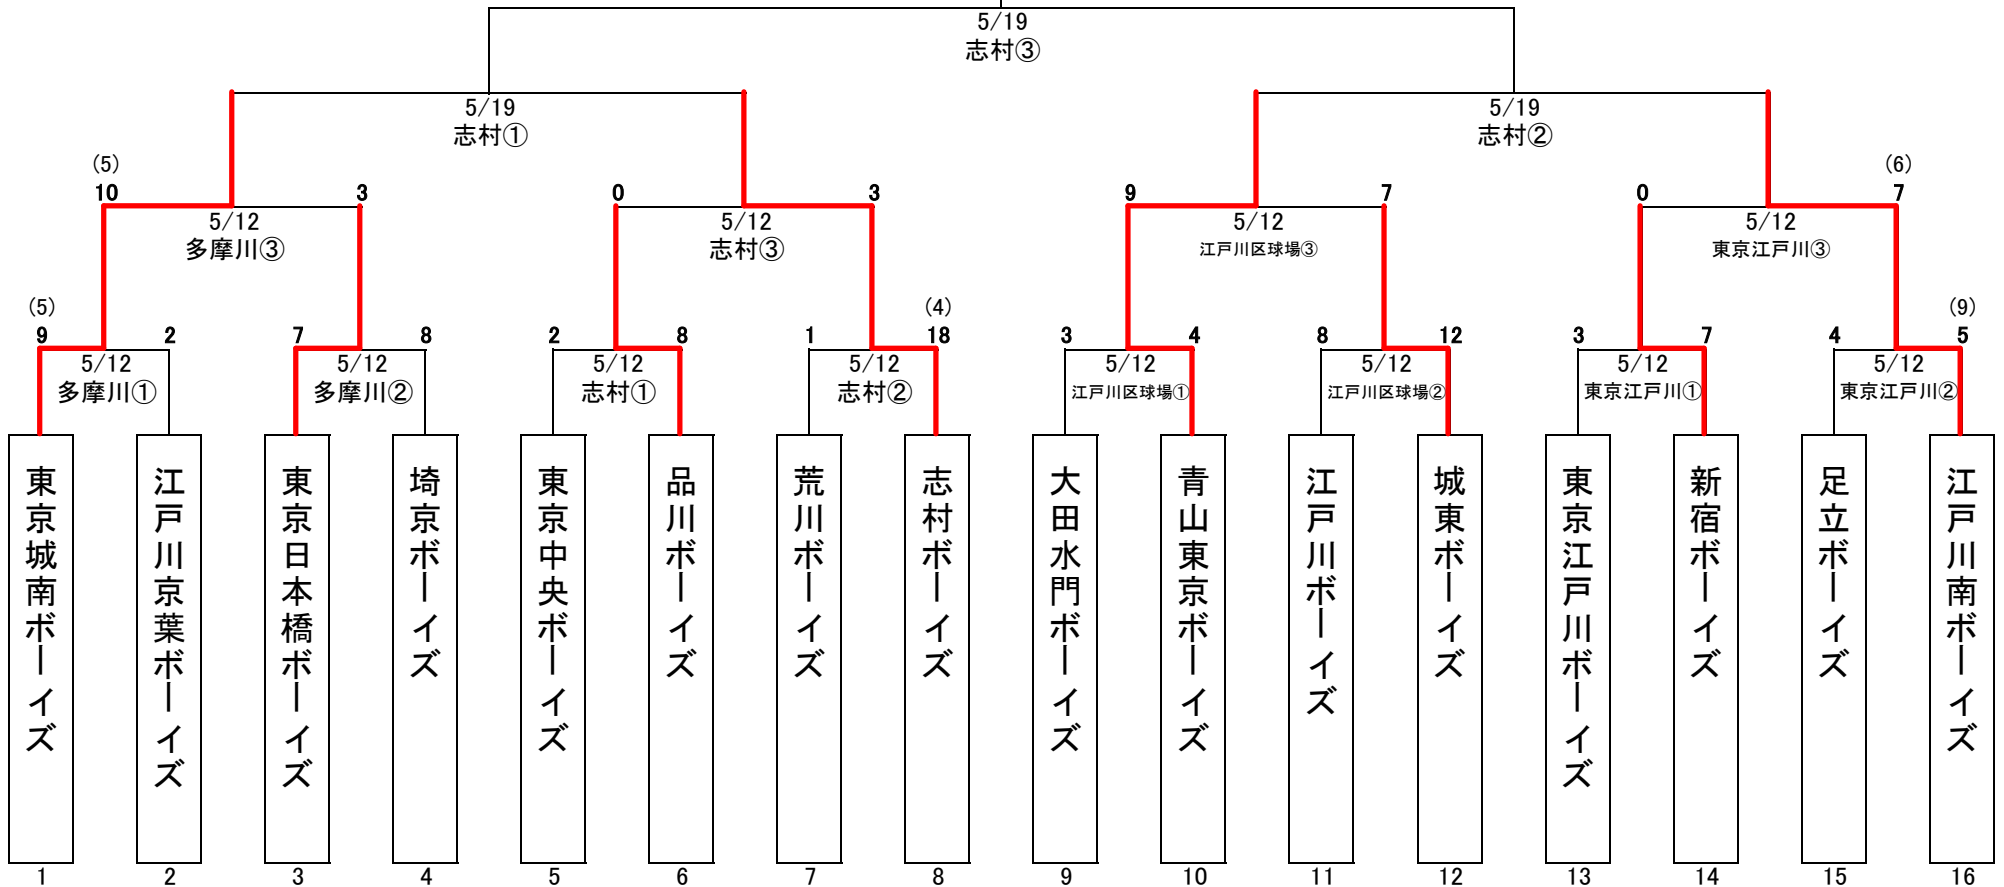 5/19
志村③
5/19
志村①
5/19
志村②
(5)
(6)
10 3 0 3 9 7 0 7
5/12 5/12 5/12 5/12
多摩川③ 志村③ 江戸川区球場③ 東京江戸川③
(5) (4) (9)
9 2 7 8 2 8 1 18 3 4 8 12 3 7 4 5
5/12 5/12 5/12 5/12 5/12 5/12 5/12 5/12
多摩川① 多摩川② 志村① 志村② 江戸川区球場① 江戸川区球場② 東京江戸川① 東京江戸川②
東京城南ボーイズ
江戸川京葉ボーイズ
東京日本橋ボーイズ
埼京ボーイズ
東京中央ボーイズ
品川ボーイズ
荒川ボーイズ
志村ボーイズ
大田水門ボーイズ
青山東京ボーイズ
江戸川ボーイズ
城東ボーイズ
東京江戸川ボーイズ
新宿ボーイズ
足立ボーイズ
江戸川南ボーイズ
1 2 3 4 5 6 7 8 9 10 11 12 13 14 15 16